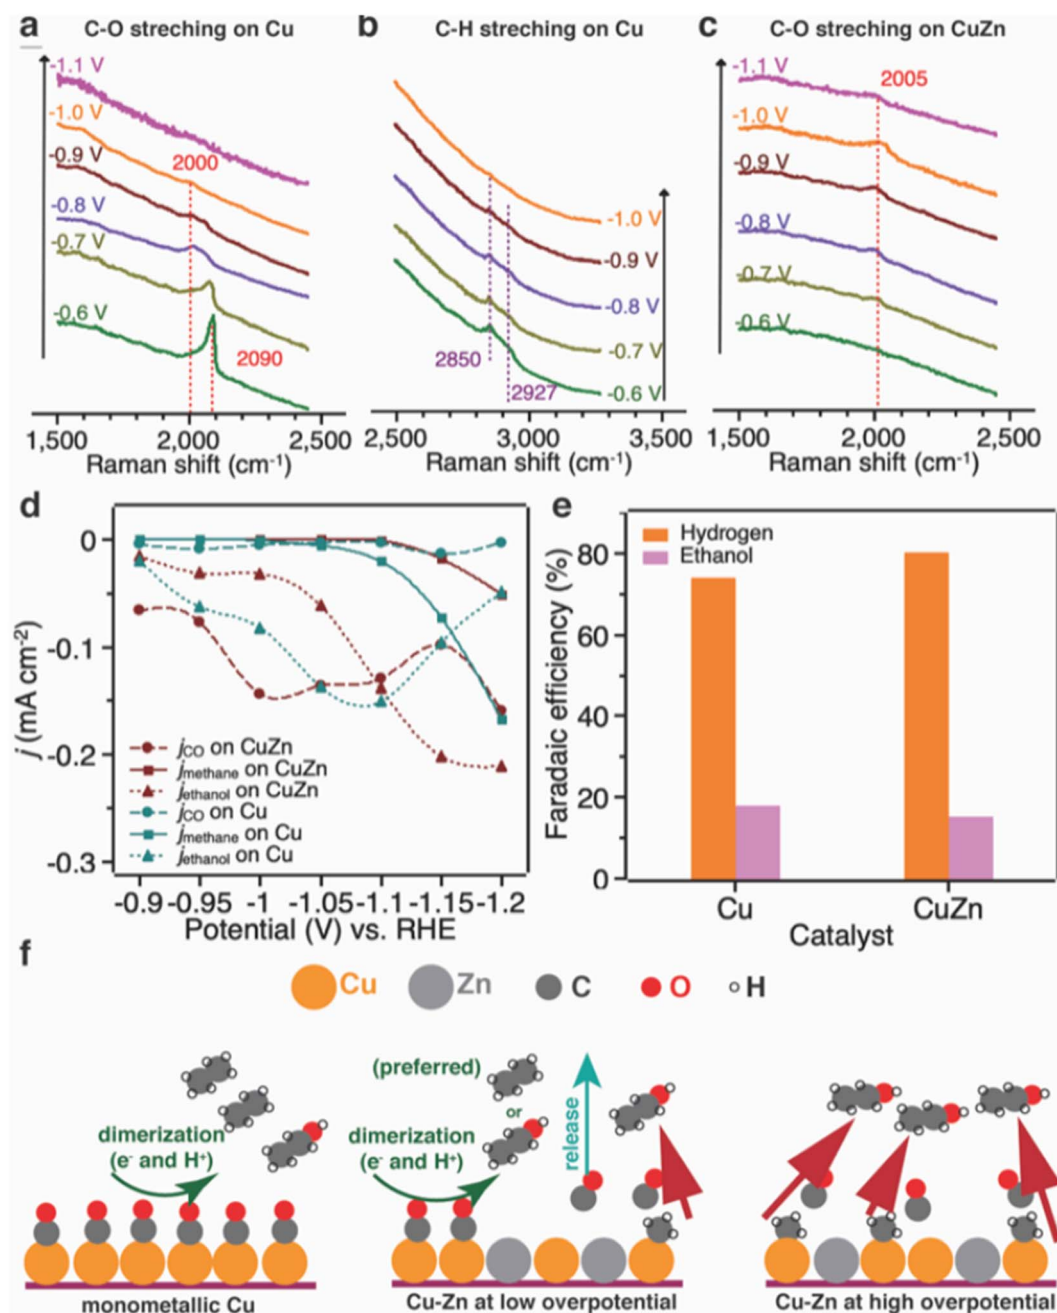 a C-O streching on Cu
-1.1 V
-1.0 V
-0.9 V
2000
-0.8 V
-0.7 V
-0.6 V
2090
1,500 2,000 2,500
Raman shift (cm⁻¹)
b C-H streching on Cu
-1.0 V
-0.9 V
-0.8 V
-0.7 V
2850
2927
-0.6 V
2,500 3,000 3,500
Raman shift (cm⁻¹)
c C-O streching on CuZn
-1.1 V
2005
-1.0 V
-0.9 V
-0.8 V
-0.7 V
-0.6 V
1,500 2,000 2,500
Raman shift (cm⁻¹)
d
j (mA cm⁻²)
0
-0.1
-0.2
-0.3
jCO on CuZn
jmethane on CuZn
jethanol on CuZn
jCO on Cu
jmethane on Cu
jethanol on Cu
-0.9 -0.95 -1 -1.05 -1.1 -1.15 -1.2
Potential (V) vs. RHE
e
Faradaic efficiency (%)
Hydrogen
Ethanol
80
60
40
20
0
Cu CuZn
Catalyst
f
Cu Zn C O H
dimerization
(e⁻ and H⁺)
monometallic Cu
(preferred)
or
dimerization
(e⁻ and H⁺)
release
Cu-Zn at low overpotential
Cu-Zn at high overpotential